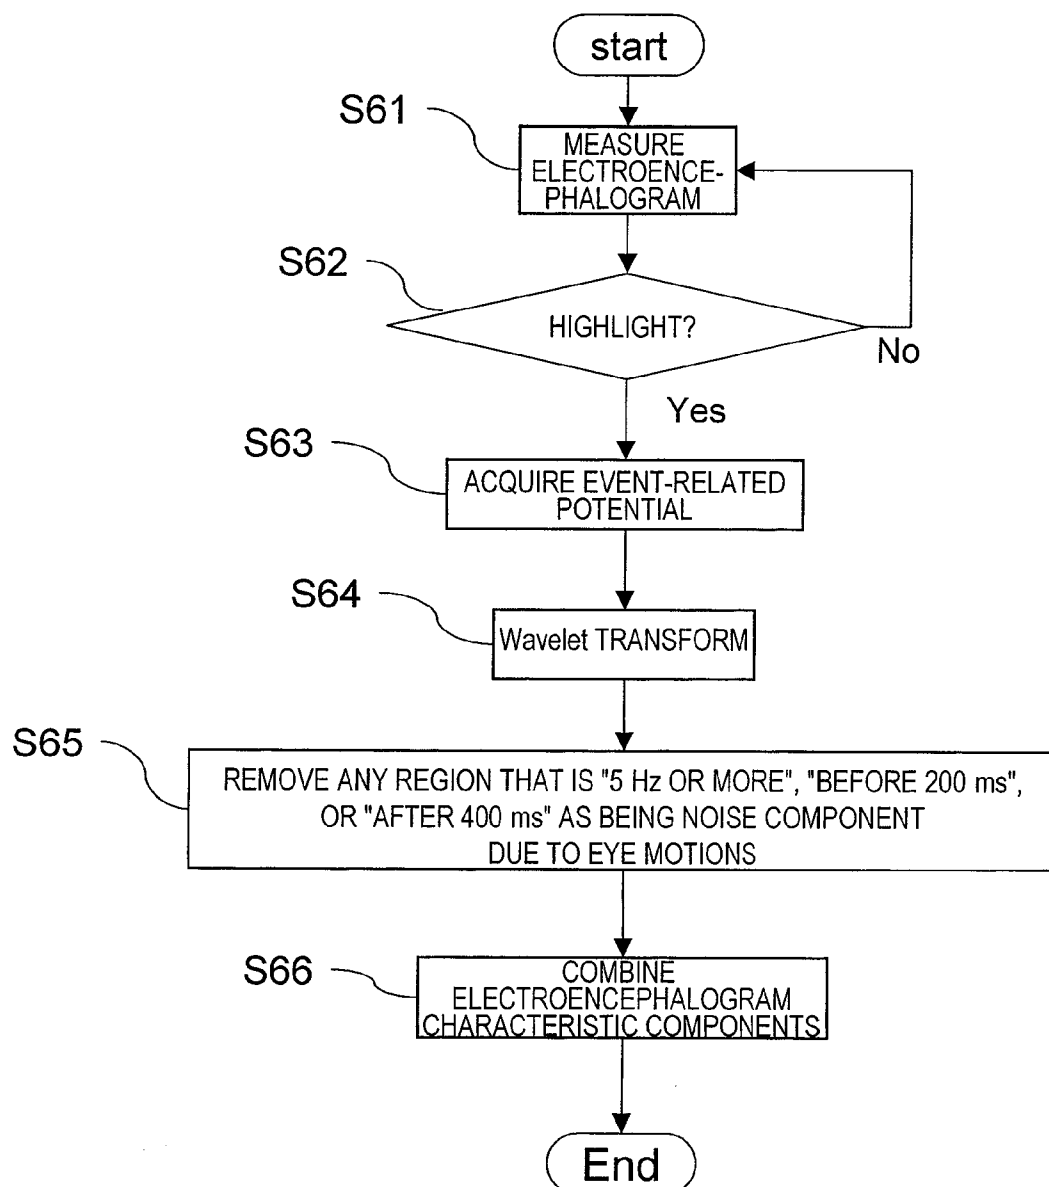 start
S61
MEASURE
ELECTROENCE-
PHALOGRAM
S62
HIGHLIGHT?
No
Yes
S63
ACQUIRE EVENT-RELATED
POTENTIAL
S64
Wavelet TRANSFORM
S65
REMOVE ANY REGION THAT IS "5 Hz OR MORE", "BEFORE 200 ms",
OR "AFTER 400 ms" AS BEING NOISE COMPONENT
DUE TO EYE MOTIONS
S66
COMBINE
ELECTROENCEPHALOGRAM
CHARACTERISTIC COMPONENTS
End